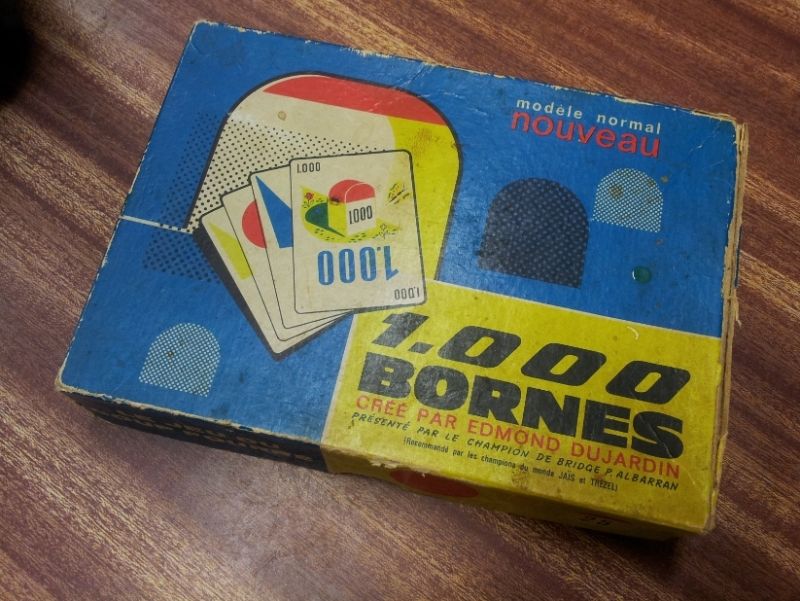 modèle normal
nouveau
1.000
1000
1.000
1.000
1.000
BORNES
CRÉÉ PAR EDMOND DUJARDIN
PRÉSENTÉ PAR LE CHAMPION DE BRIDGE P. ALBARRAN
(Recommandé par les champions du monde JAIS et TRÉZEL)